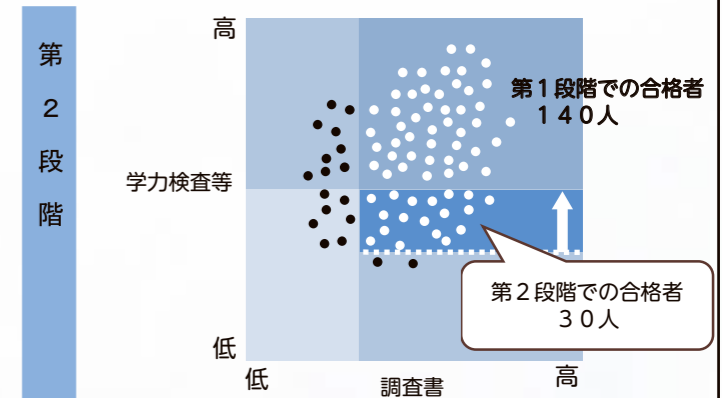 第
2
段
階
高
学力検査等
低
低
調査書
高
第１段階での合格者
１４０人
第２段階での合格者
３０人